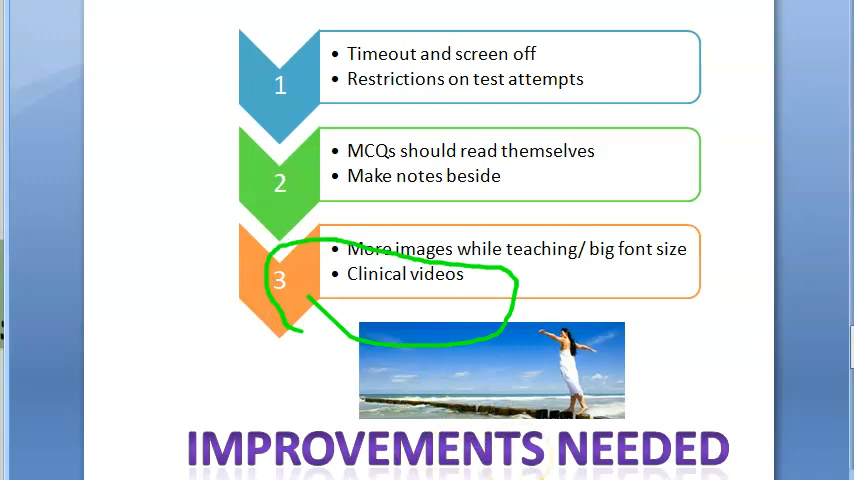 1
• Timeout and screen off
• Restrictions on test attempts
2
• MCQs should read themselves
• Make notes beside
3
• More images while teaching/ big font size
• Clinical videos
IMPROVEMENTS NEEDED